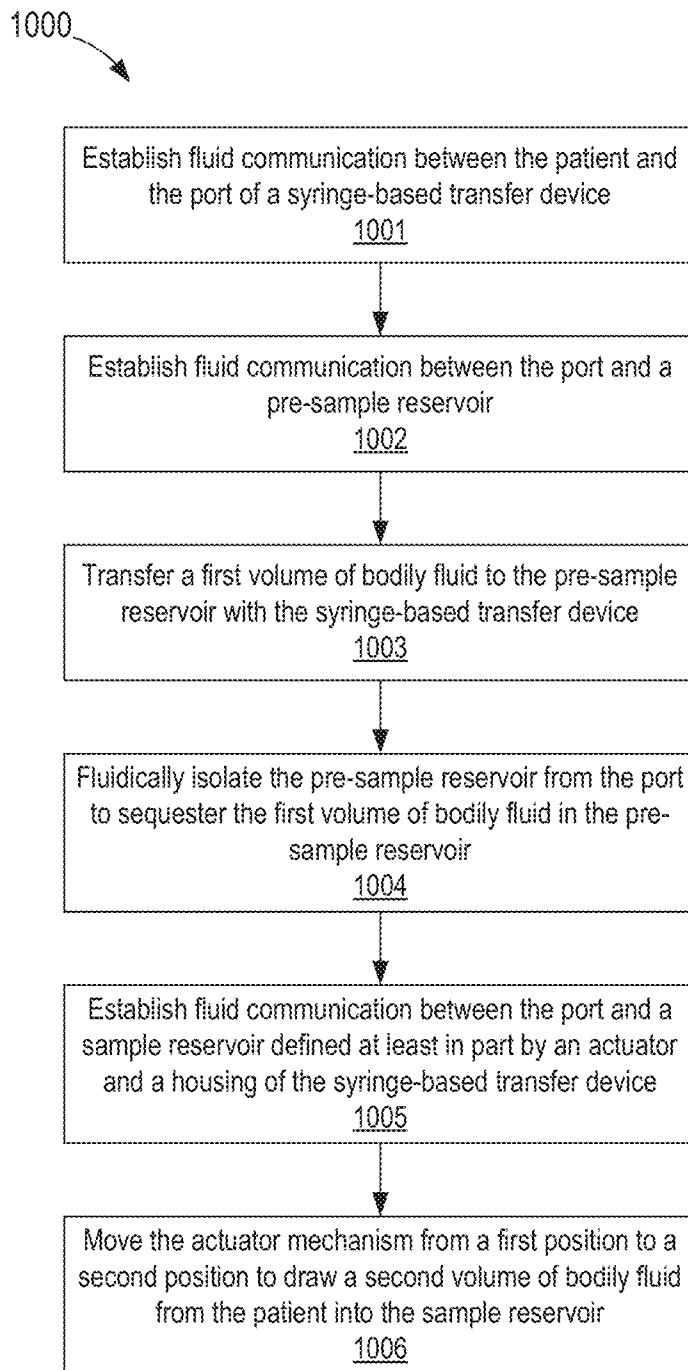 1000
Establish fluid communication between the patient and
the port of a syringe-based transfer device
1001
Establish fluid communication between the port and a
pre-sample reservoir
1002
Transfer a first volume of bodily fluid to the pre-sample
reservoir with the syringe-based transfer device
1003
Fluidically isolate the pre-sample reservoir from the port
to sequester the first volume of bodily fluid in the pre-
sample reservoir
1004
Establish fluid communication between the port and a
sample reservoir defined at least in part by an actuator
and a housing of the syringe-based transfer device
1005
Move the actuator mechanism from a first position to a
second position to draw a second volume of bodily fluid
from the patient into the sample reservoir
1006